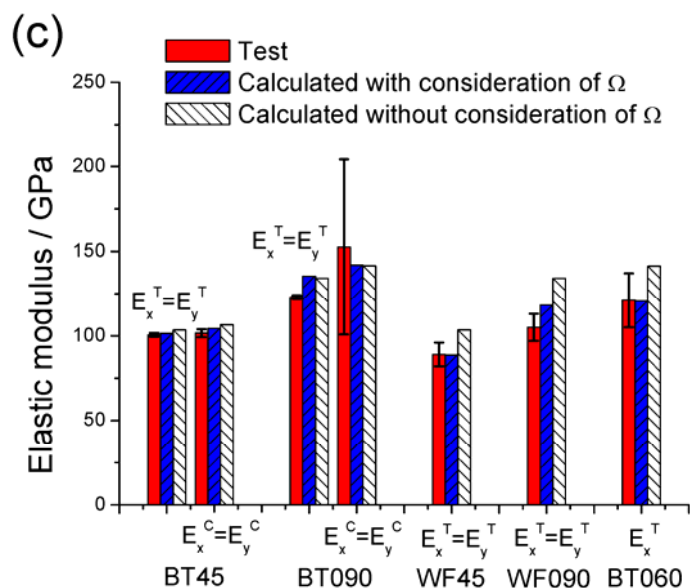 (c)
Test
Calculated with consideration of Ω
Calculated without consideration of Ω
Elastic modulus / GPa
250
200
150
100
50
0
E_x^T=E_y^T
E_x^T=E_y^T
E_x^C=E_y^C E_x^C=E_y^C E_x^T=E_y^T E_x^T=E_y^T E_x^T
BT45 BT090 WF45 WF090 BT060